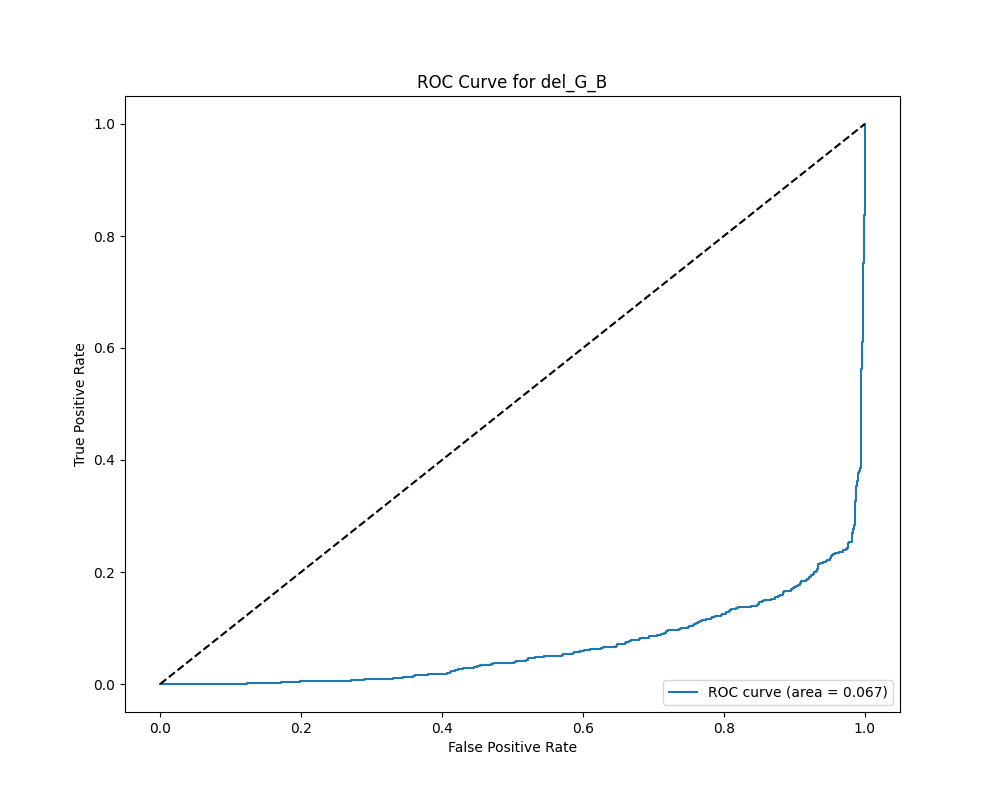 ROC Curve for del_G_B
1.0
0.8
0.6
0.4
0.2
0.0
True Positive Rate
ROC curve (area = 0.067)
0.0 0.2 0.4 0.6 0.8 1.0
False Positive Rate